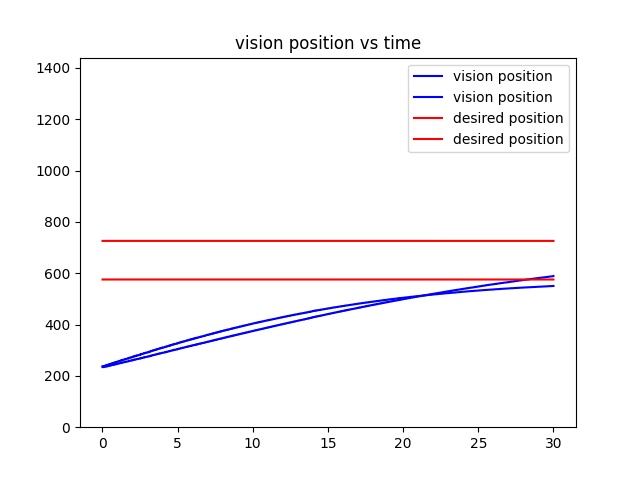 vision position vs time
1400
1200
1000
800
600
400
200
0
vision position
vision position
desired position
desired position
0 5 10 15 20 25 30